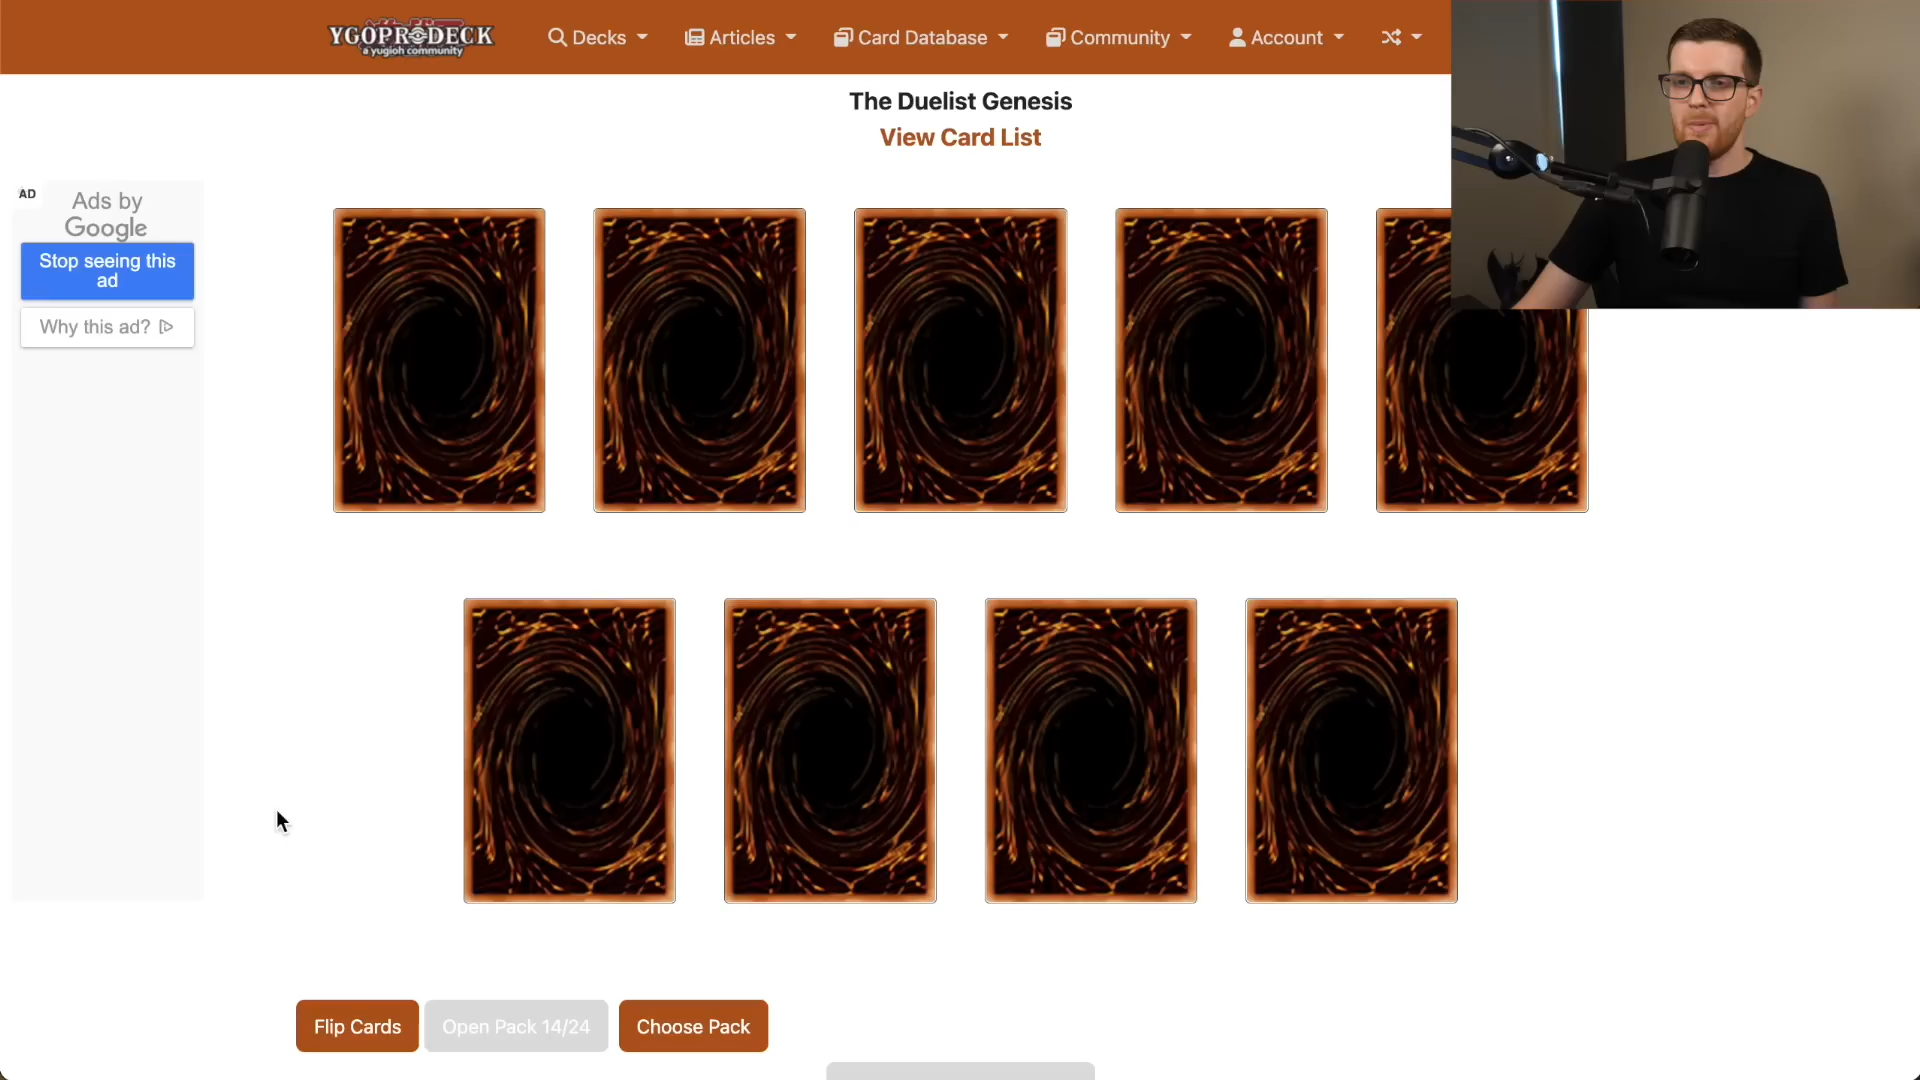 YGOPRODECK
a yugioh community
Decks
Articles
Card Database
Community
Account
The Duelist Genesis
View Card List
AD
Ads by
Google
Stop seeing this
ad
Why this ad?
Flip Cards
Open Pack 14/24
Choose Pack